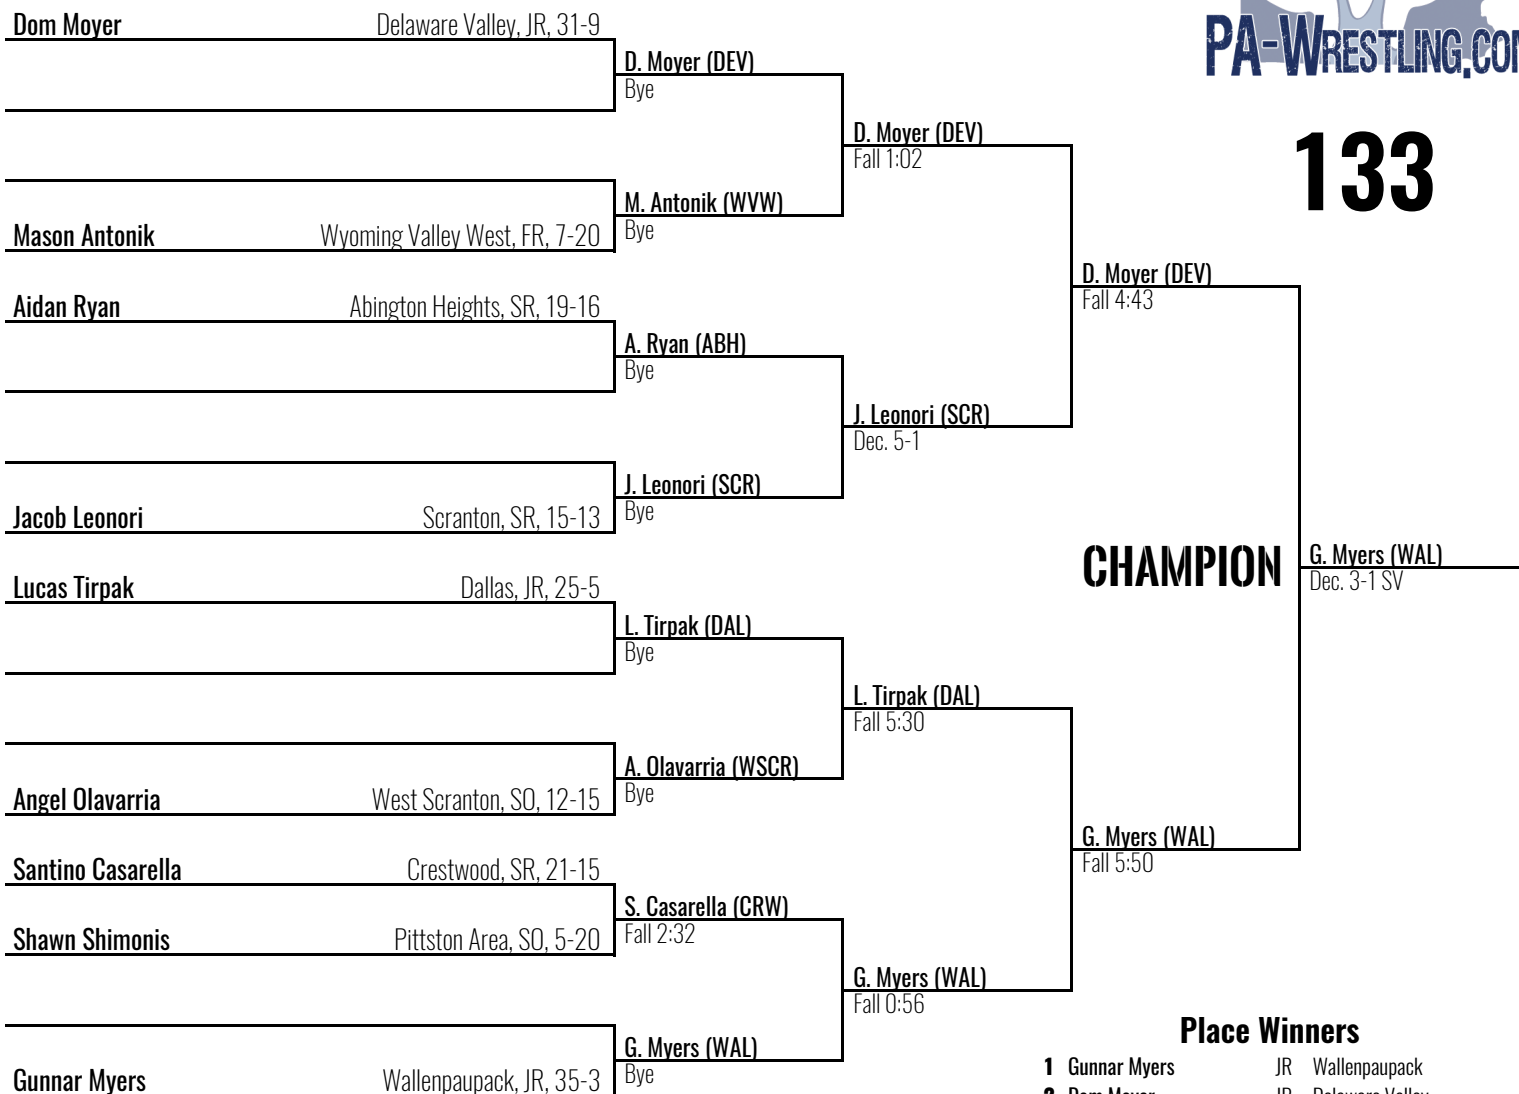 Dom Moyer Delaware Valley, JR, 31-9
PA-WRESTLING.COM
D. Moyer (DEV)
Bye
D. Moyer (DEV)
Fall 1:02
133
M. Antonik (WVW)
Bye
Mason Antonik Wyoming Valley West, FR, 7-20
D. Moyer (DEV)
Fall 4:43
Aidan Ryan Abington Heights, SR, 19-16
A. Ryan (ABH)
Bye
J. Leonori (SCR)
Dec. 5-1
J. Leonori (SCR)
Bye
Jacob Leonori Scranton, SR, 15-13
CHAMPION
G. Myers (WAL)
Dec. 3-1 SV
Lucas Tirpak Dallas, JR, 25-5
L. Tirpak (DAL)
Bye
L. Tirpak (DAL)
Fall 5:30
A. Olavarria (WSCR)
Bye
Angel Olavarria West Scranton, SO, 12-15
G. Myers (WAL)
Fall 5:50
Santino Casarella Crestwood, SR, 21-15
S. Casarella (CRW)
Fall 2:32
Shawn Shimonis Pittston Area, SO, 5-20
G. Myers (WAL)
Fall 0:56
Place Winners
G. Myers (WAL)
Bye
1 Gunnar Myers JR Wallenpaupack
Gunnar Myers Wallenpaupack, JR, 35-3
2 Dom Moyer JR Delaware Valley